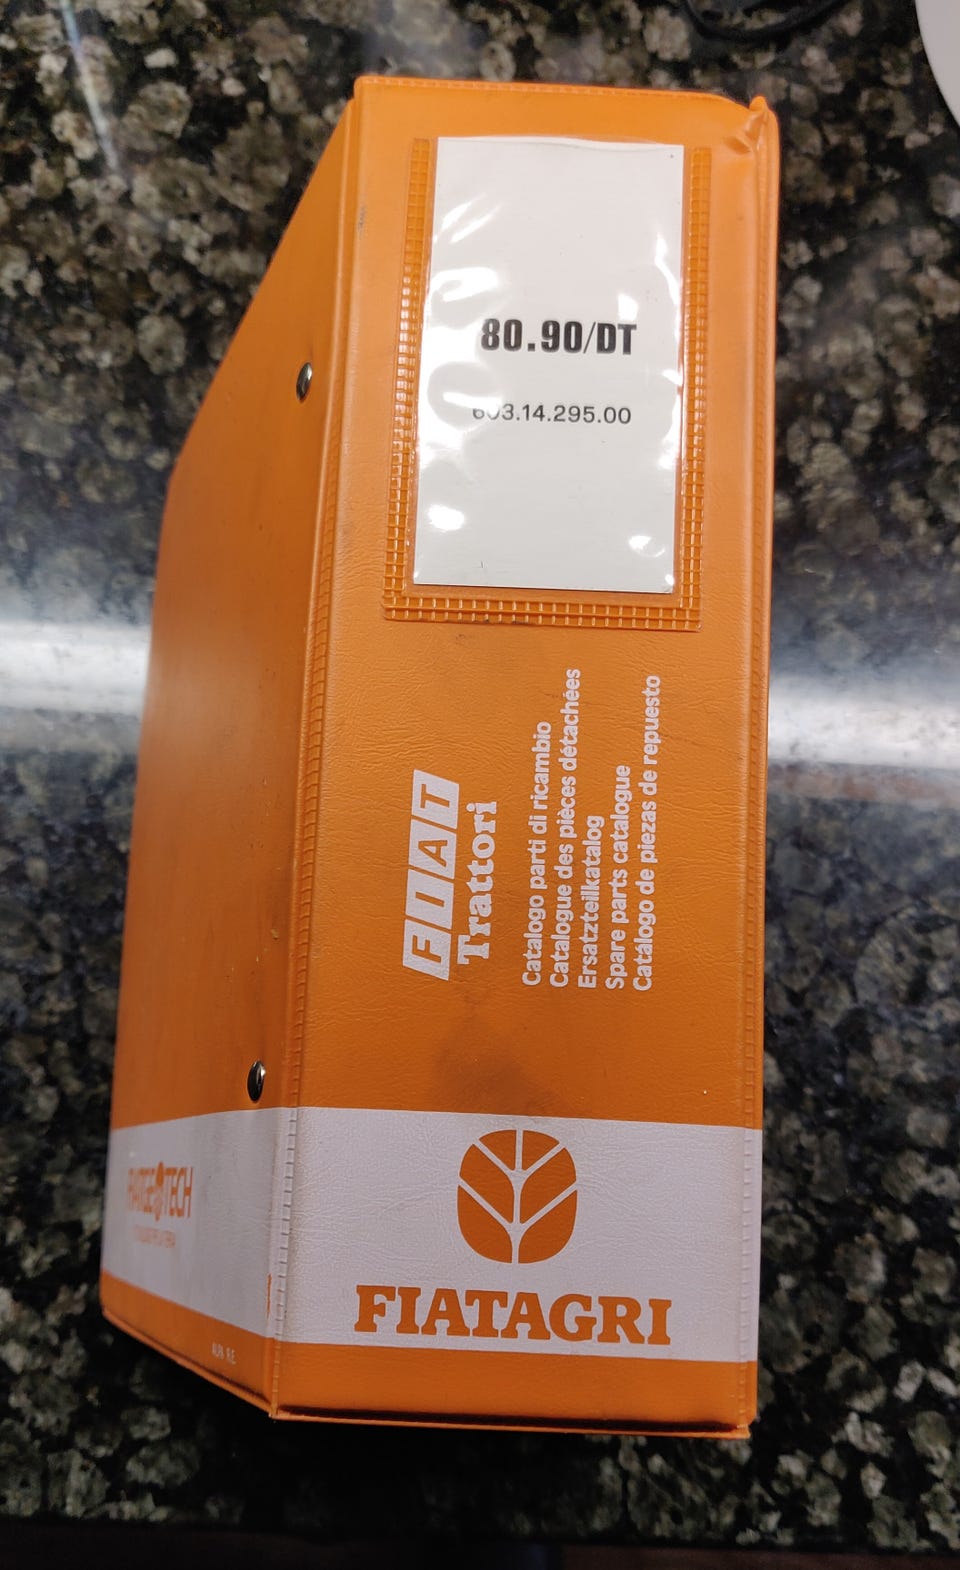 80.90/DT
603.14.295.00
FIAT
Trattori
Catalogo parti di ricambio
Catalogue des pièces détachées
Ersatzteilkatalog
Spare parts catalogue
Catálogo de piezas de repuesto
FIATAGRI